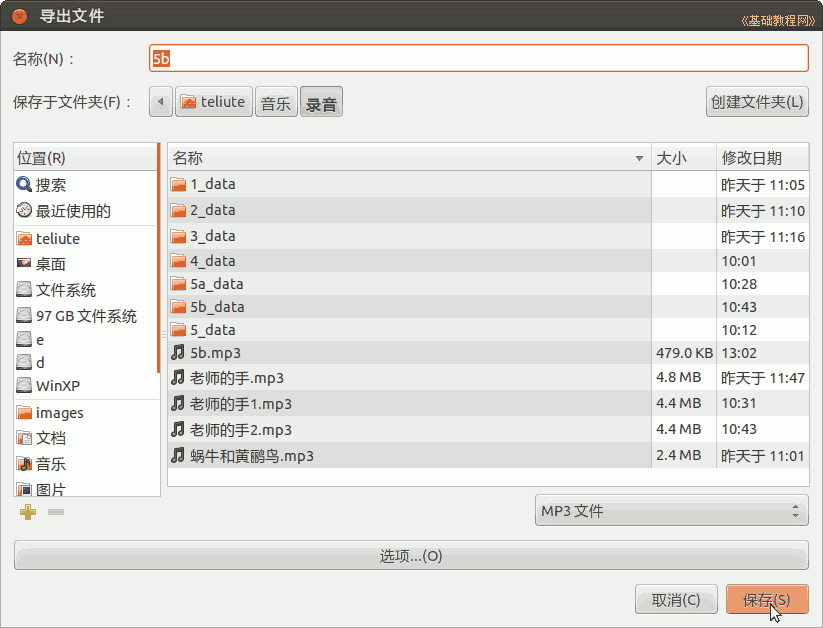 导出文件
《基础教程网》
名称(N)：
5b
保存于文件夹(F)：
teliute 音乐 录音
创建文件夹(L)
位置(R)
搜索
最近使用的
teliute
桌面
文件系统
97 GB 文件系统
e
d
WinXP
images
文档
音乐
图片
名称 大小 修改日期
1_data 昨天于 11:05
2_data 昨天于 11:10
3_data 昨天于 11:16
4_data 10:01
5a_data 10:28
5b_data 10:43
5_data 10:12
5b.mp3 479.0 KB 13:02
老师的手.mp3 4.8 MB 昨天于 11:47
老师的手1.mp3 4.4 MB 10:31
老师的手2.mp3 4.4 MB 10:43
蜗牛和黄鹂鸟.mp3 2.4 MB 昨天于 11:01
MP3 文件
选项...(O)
取消(C)
保存(S)